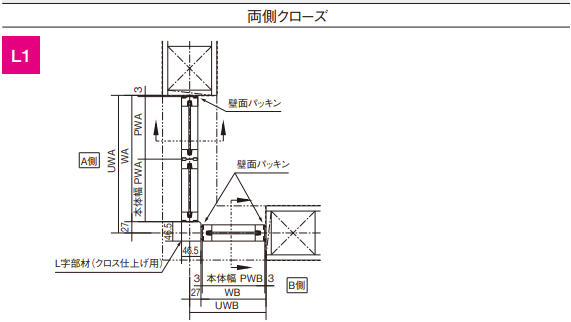 両側クローズ
L1
壁面パッキン
3
PWA
A側
UWA
WA
本体幅 PWA
壁面パッキン
27
46.5
46.5
L字部材（クロス仕上げ用）
3
本体幅 PWB
3
B側
27
WB
UWB